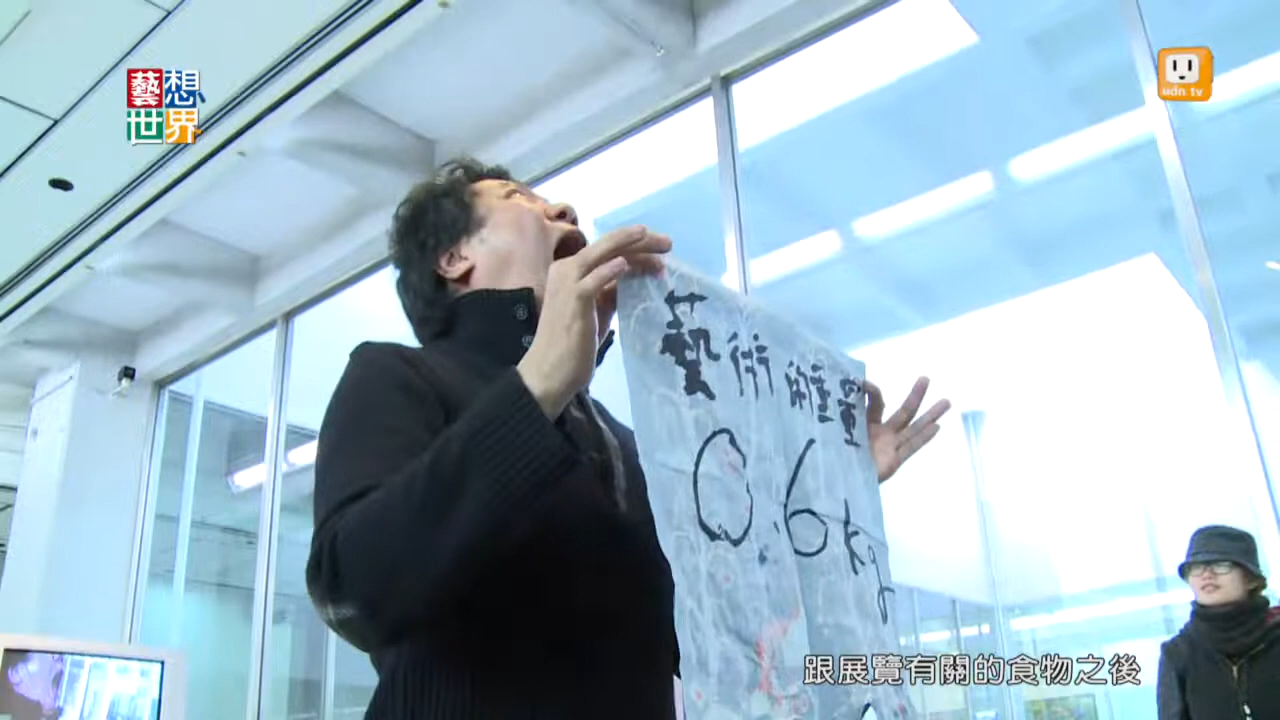 藝想
世界
udn tv
藝術的重量
0.6kg
跟展覽有關的食物之後